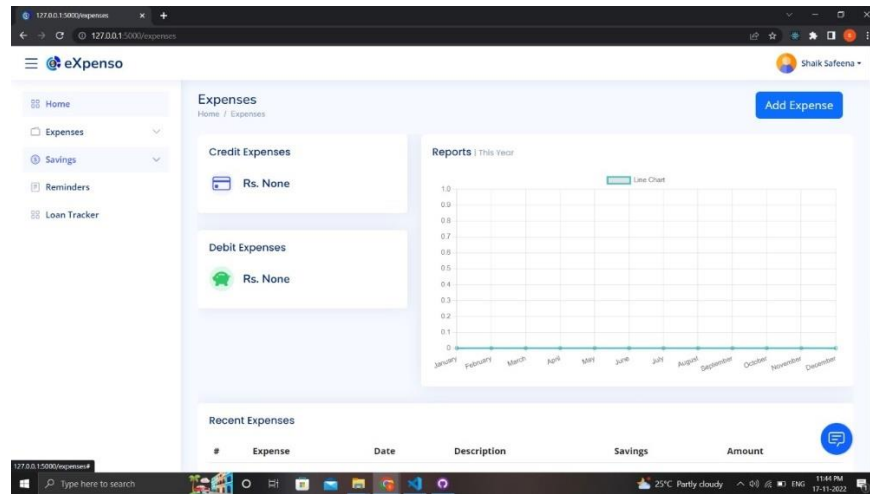 127.0.0.1:5000/expenses
127.0.0.1:5000/expenses
eXpenso
Shaik Safeena
Home
Expenses
Savings
Reminders
Loan Tracker
Expenses
Home / Expenses
Add Expense
Credit Expenses
Rs. None
Debit Expenses
Rs. None
Reports | This Year
Line Chart
1.0
0.9
0.8
0.7
0.6
0.5
0.4
0.3
0.2
0.1
0
January February March April May June July August September October November December
Recent Expenses
# Expense Date Description Savings Amount
127.0.0.1:5000/expenses#
Type here to search
25°C Partly cloudy
ENG
11:44 PM
17-11-2022